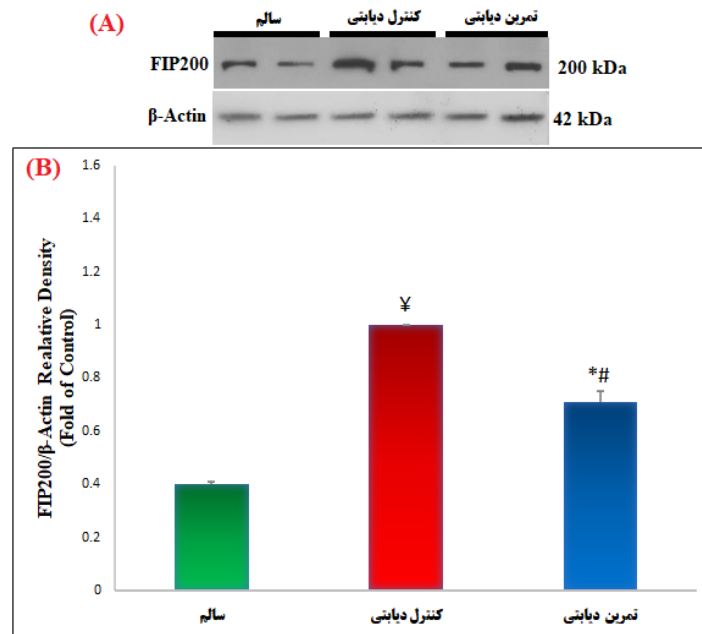 (A)
سالم کنترل دیابتی تمرین دیابتی
FIP200 200 kDa
β-Actin 42 kDa
(B)
FIP200/β-Actin Realative Density
(Fold of Control)
1.6
1.4
1.2
1
0.8
0.6
0.4
0.2
0
¥
*#
سالم کنترل دیابتی تمرین دیابتی